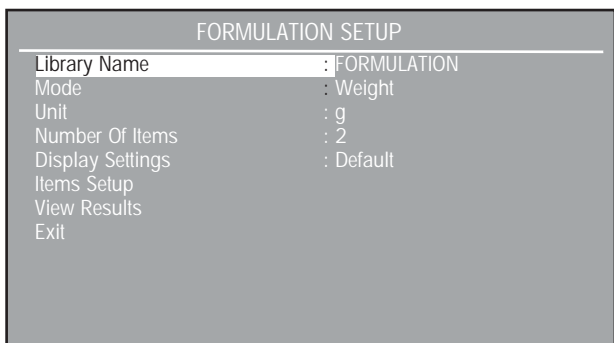 FORMULATION SETUP
Library Name : FORMULATION
Mode : Weight
Unit : g
Number Of Items : 2
Display Settings : Default
Items Setup
View Results
Exit